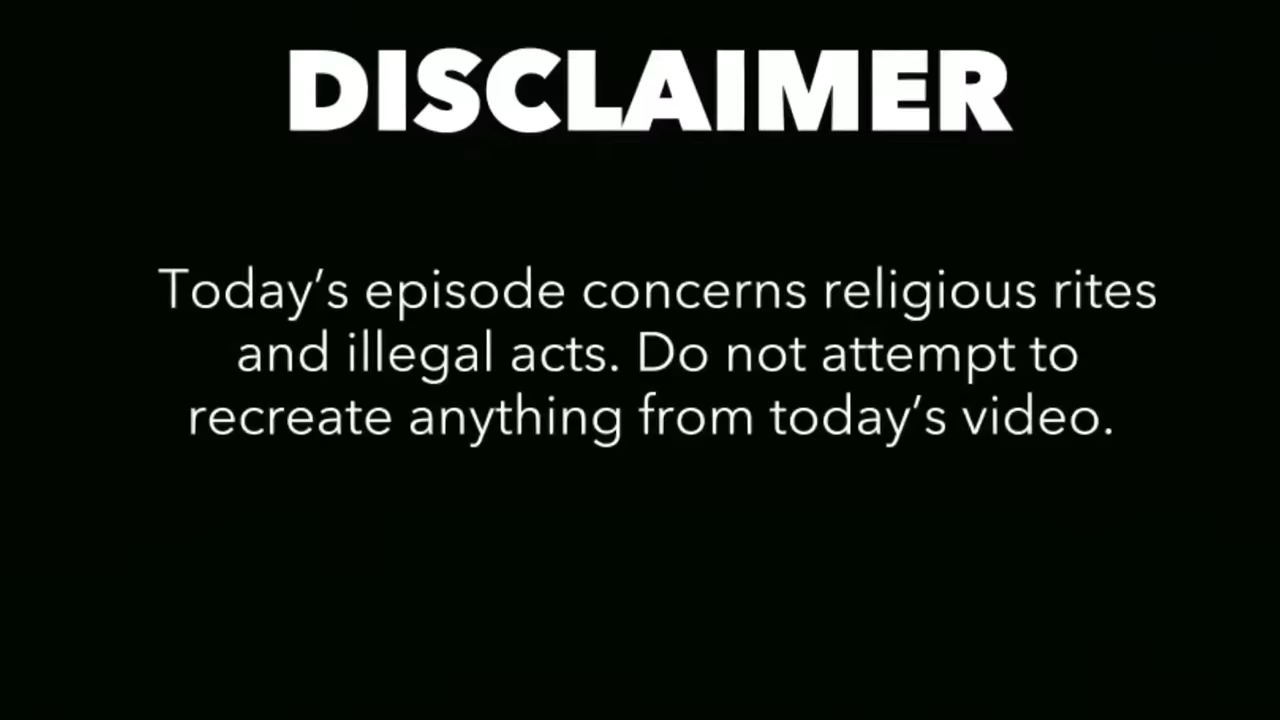 DISCLAIMER
Today’s episode concerns religious rites
and illegal acts. Do not attempt to
recreate anything from today’s video.